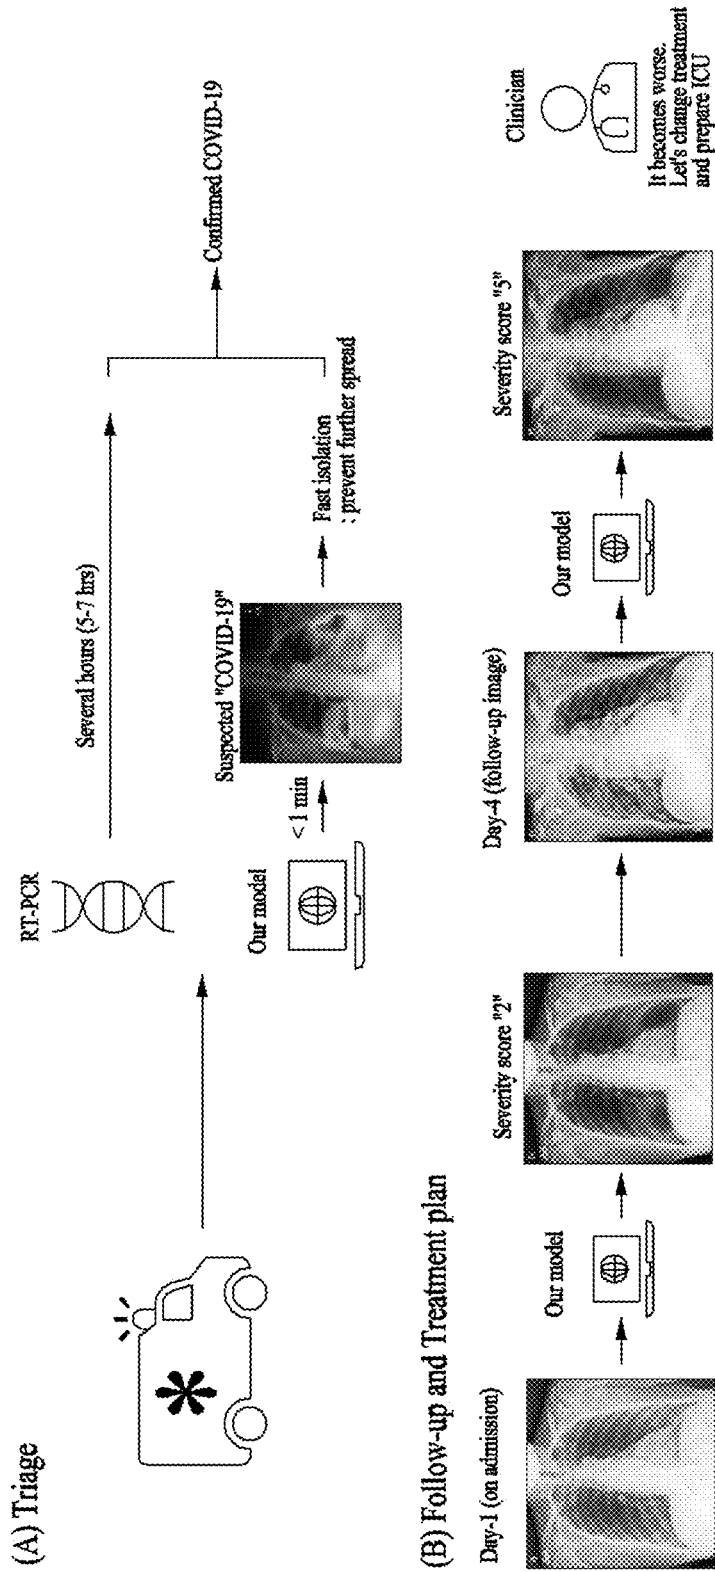 (A) Triage
RT-PCR
Several hours (5-7 hrs)
Our model
< 1 min
Suspected "COVID-19"
Fast isolation
: prevent further spread
Confirmed COVID-19
(B) Follow-up and Treatment plan
Day-1 (on admission)
Our model
Severity score "2"
Day-4 (follow-up image)
Our model
Severity score "5"
Clinician
It becomes worse.
Let's change treatment
and prepare ICU